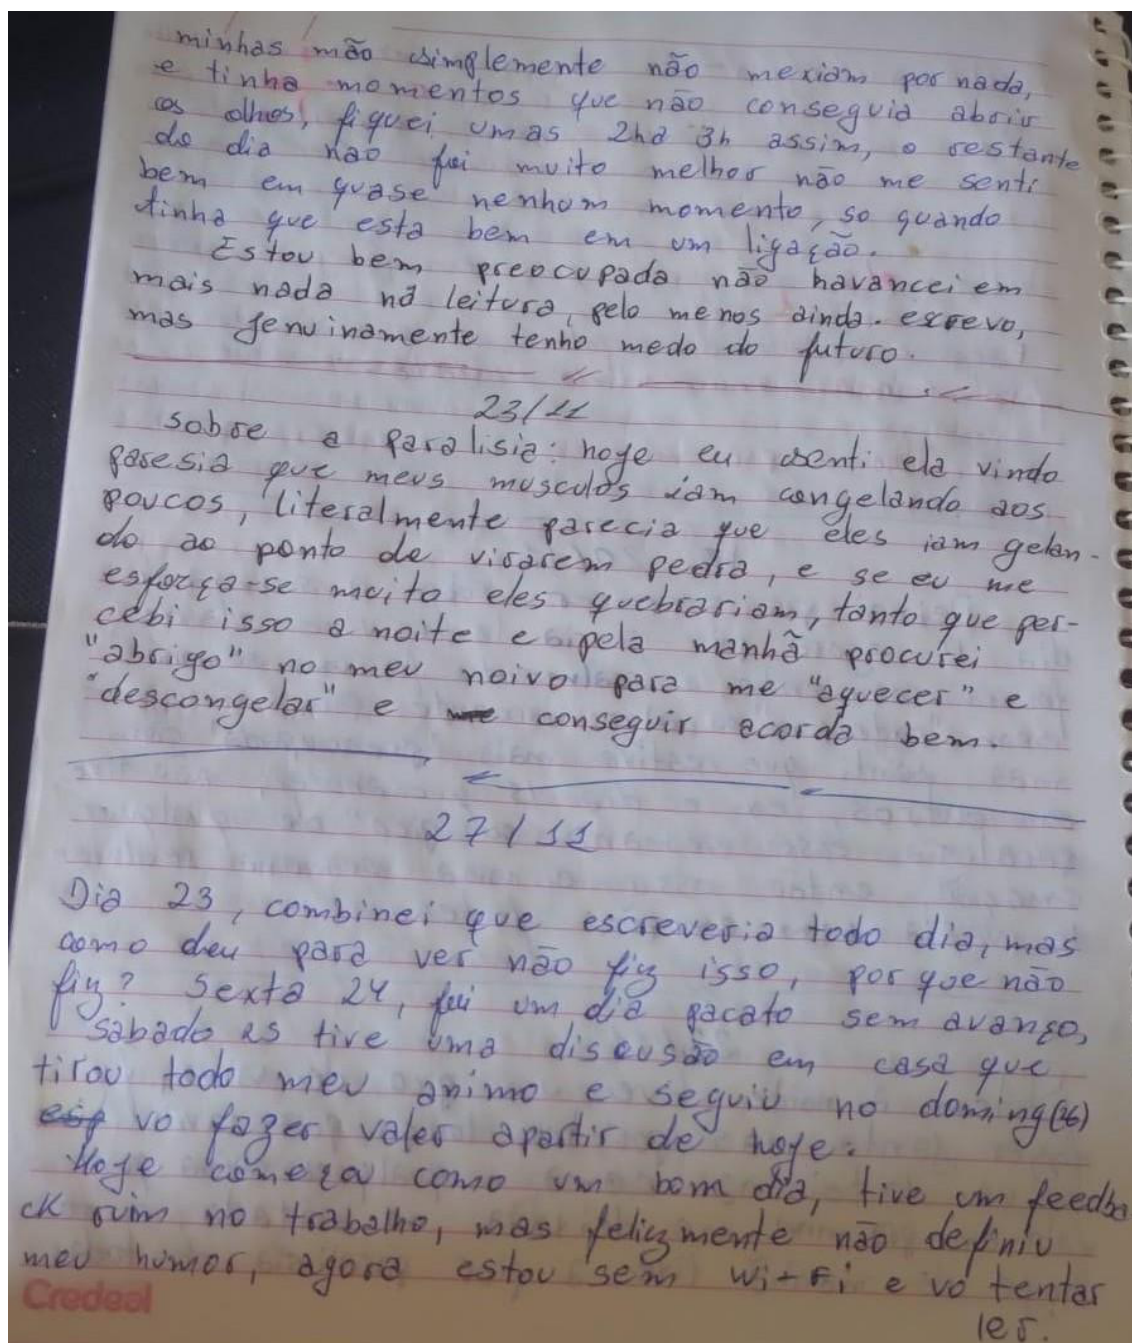 minhas mão simplemente não mexiam por nada,
e tinha momentos que não conseguia abrir
os olhos, fiquei umas 2h a 3h assim, o restante
do dia não foi muito melhor não me senti
bem em quase nenhum momento, so quando
tinha que esta bem em um ligação.
Estou bem preocupada não havancei em
mais nada nã leitura, pelo menos ainda. escrevo,
mas jenuinamente tenho medo do futuro.
23/11
sobre a paralisia: hoje eu senti ela vindo
paresia que meus musculos iam congelando aos
poucos, literalmente parecia que eles iam gelan-
do ao ponto de virarem pedra, e se eu me
esforça-se muito eles quebrariam, tanto que per-
cebi isso a noite e pela manhã procurei
"abrigo" no meu noivo para me "aquecer" e
"descongelar" e me conseguir acorda bem.
27/11
Dia 23, combinei que escreveria todo dia, mas
como deu para ver não fiz isso, por que não
fiz? Sexta 24, foi um dia pacato sem avanço,
sabado 25 tive uma discusão em casa que
tirou todo meu animo e seguiu no doming(26)
vo fazer valer apartir de hoje.
Hoje começou como um bom dia, tive um feedba
ck ruim no trabalho, mas felizmente não definiu
meu humor, agora estou sem wi-fi e vo tentar
ler.
Credeal